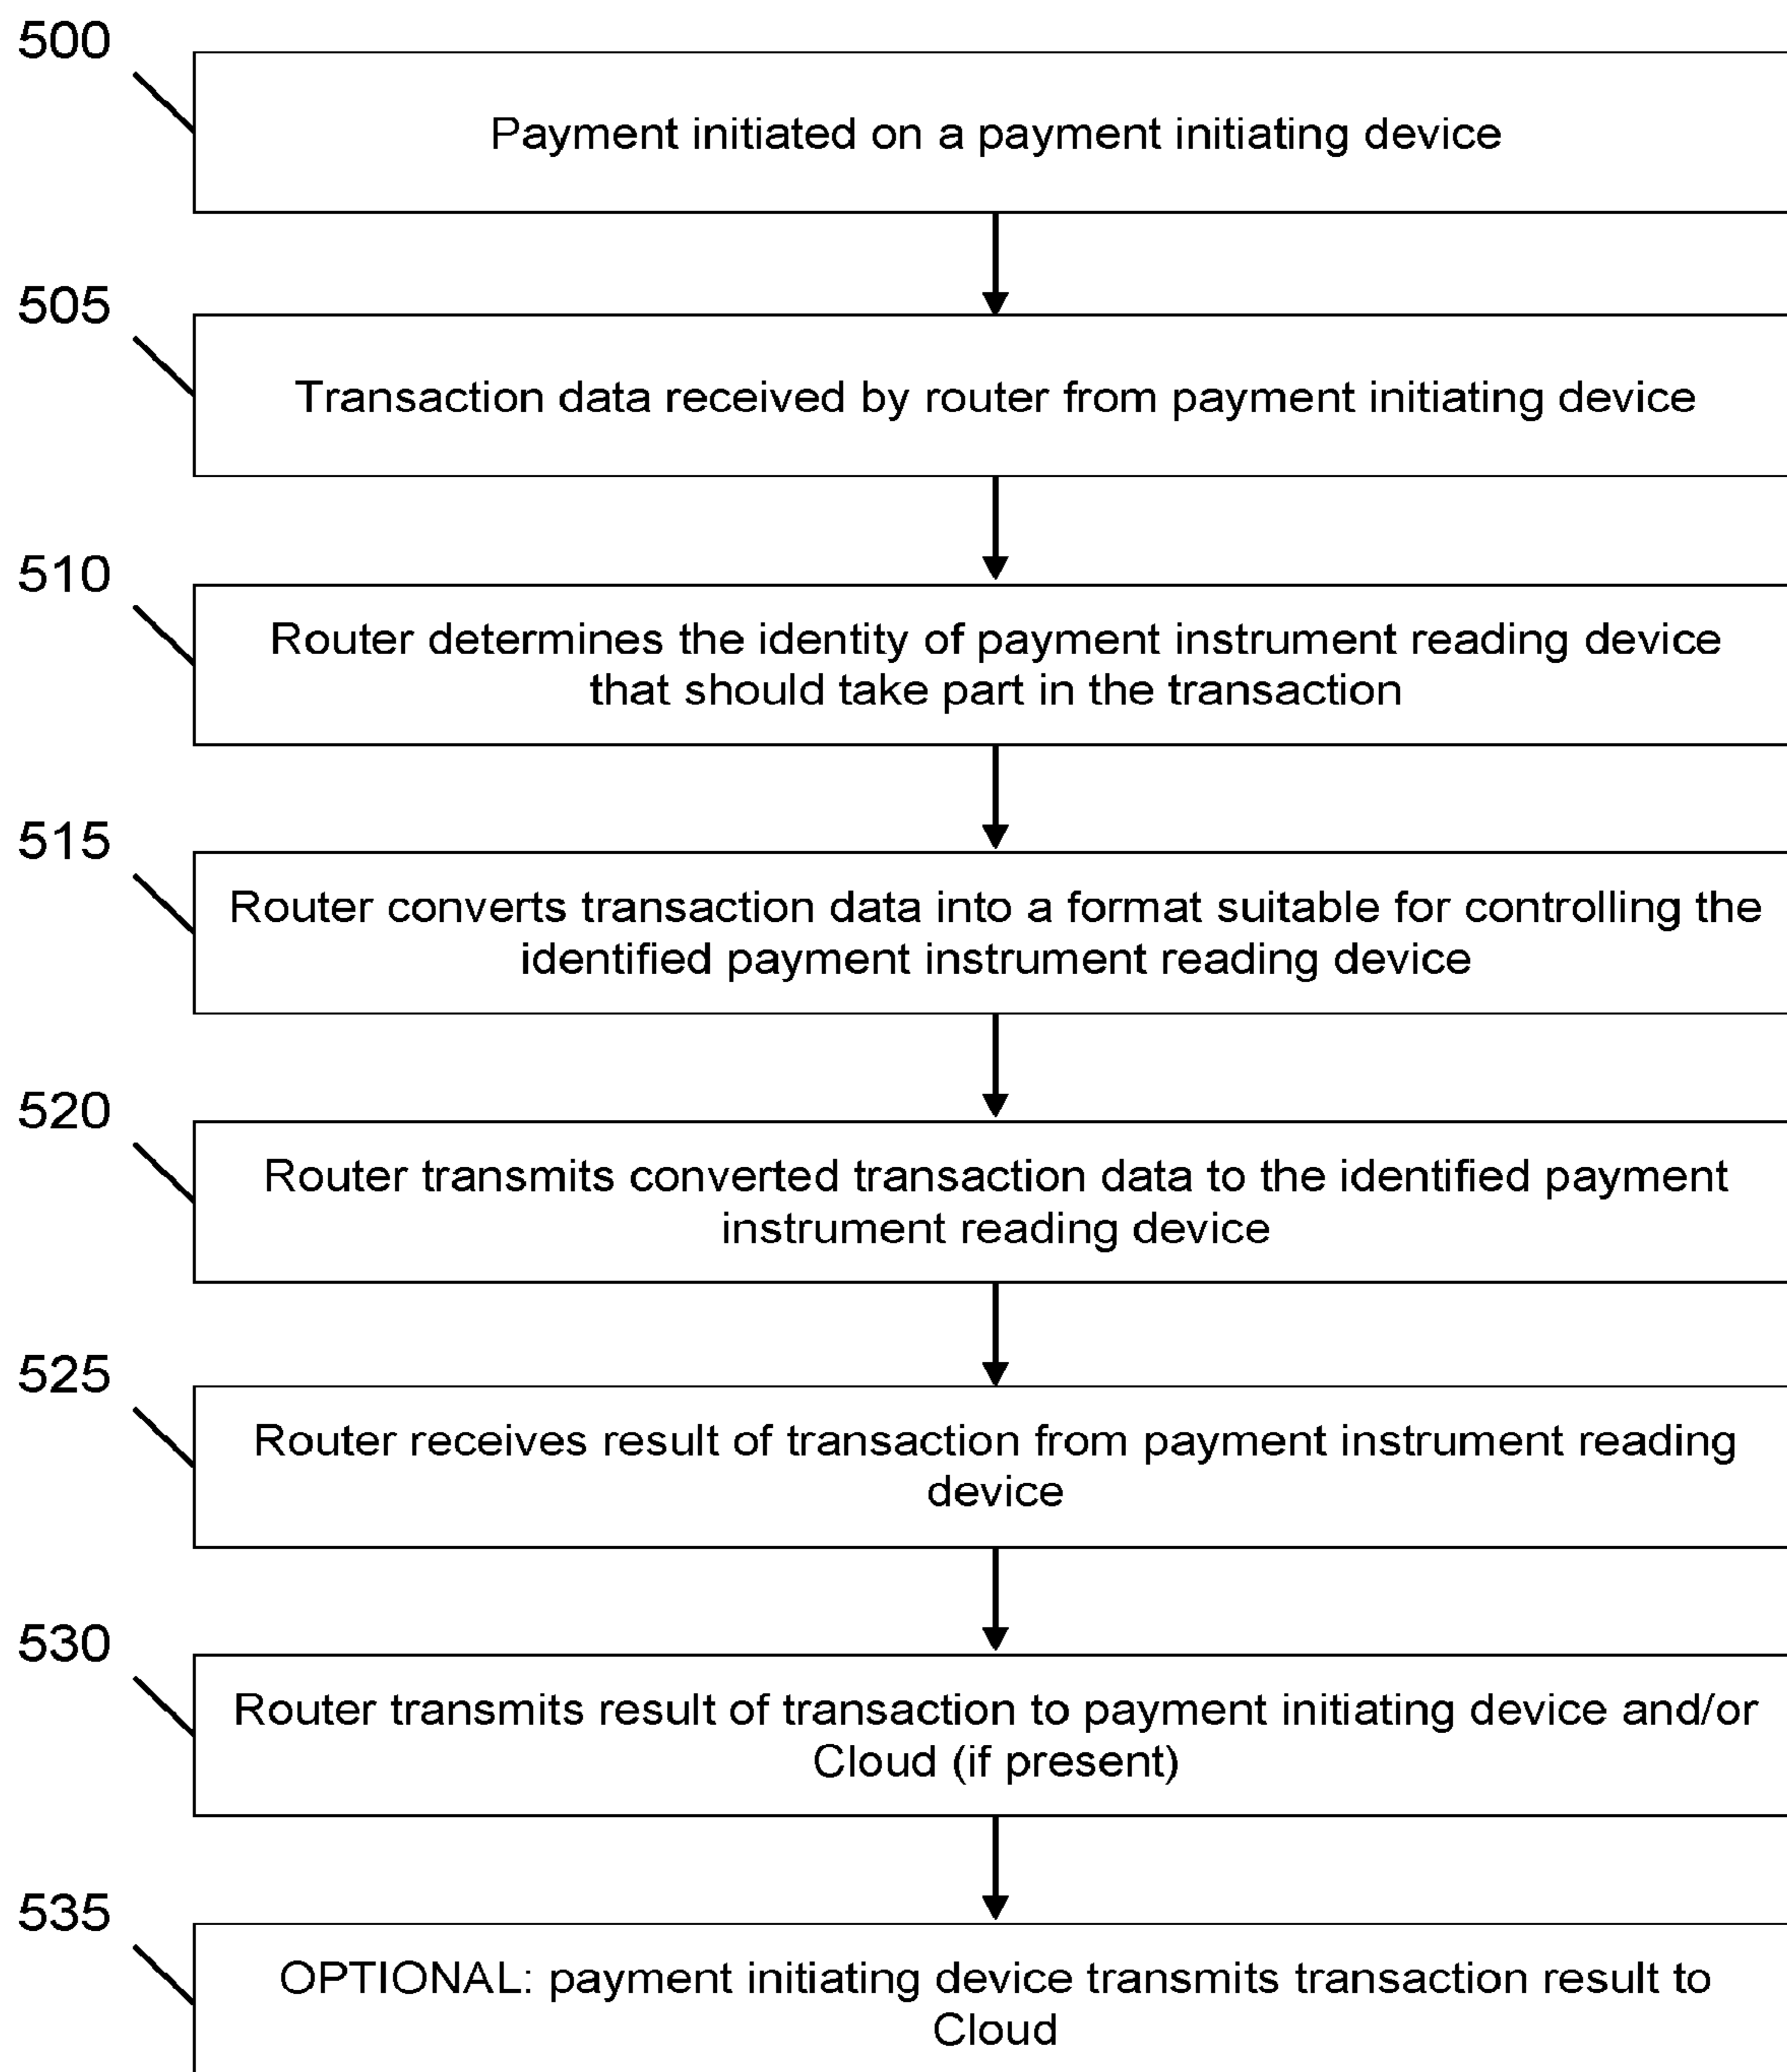 500
Payment initiated on a payment initiating device
505
Transaction data received by router from payment initiating device
510
Router determines the identity of payment instrument reading device
that should take part in the transaction
515
Router converts transaction data into a format suitable for controlling the
identified payment instrument reading device
520
Router transmits converted transaction data to the identified payment
instrument reading device
525
Router receives result of transaction from payment instrument reading
device
530
Router transmits result of transaction to payment initiating device and/or
Cloud (if present)
535
OPTIONAL: payment initiating device transmits transaction result to
Cloud